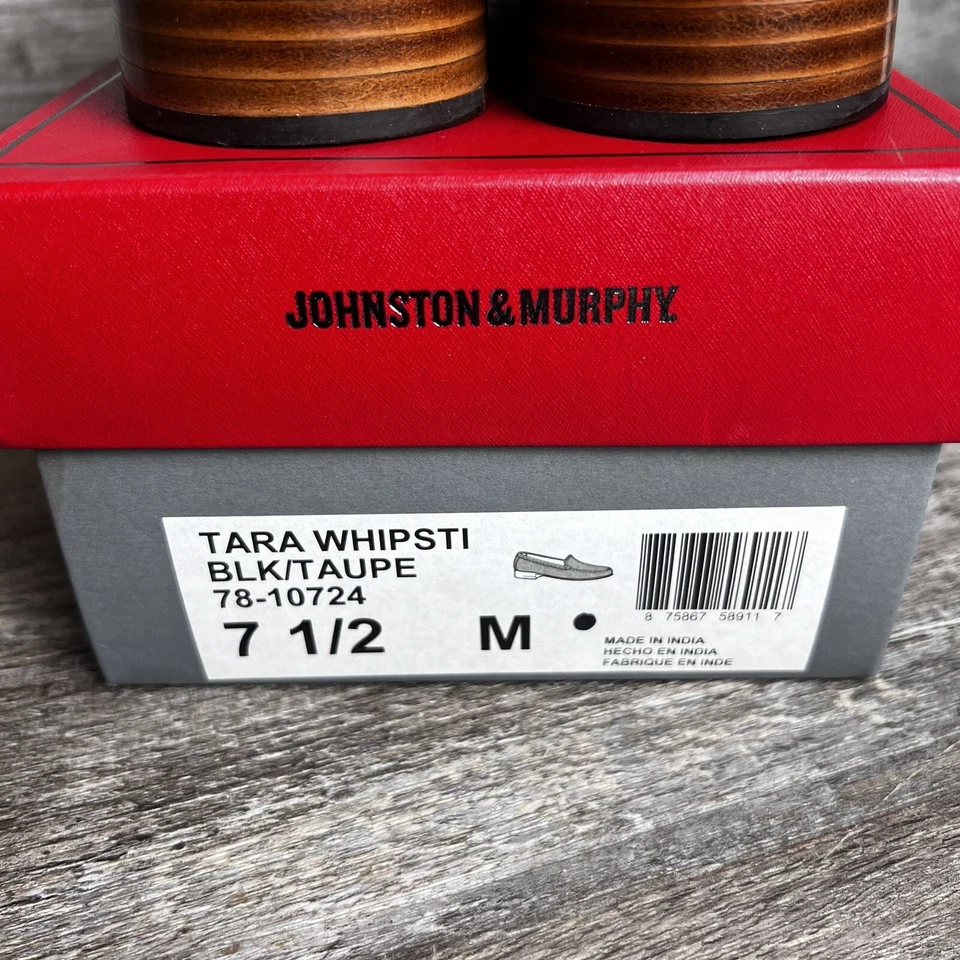 JOHNSTON & MURPHY.
TARA WHIPSTI
BLK/TAUPE
78-10724
7 1/2 M
8 75867 58911 7
MADE IN INDIA
HECHO EN INDIA
FABRIQUE EN INDE